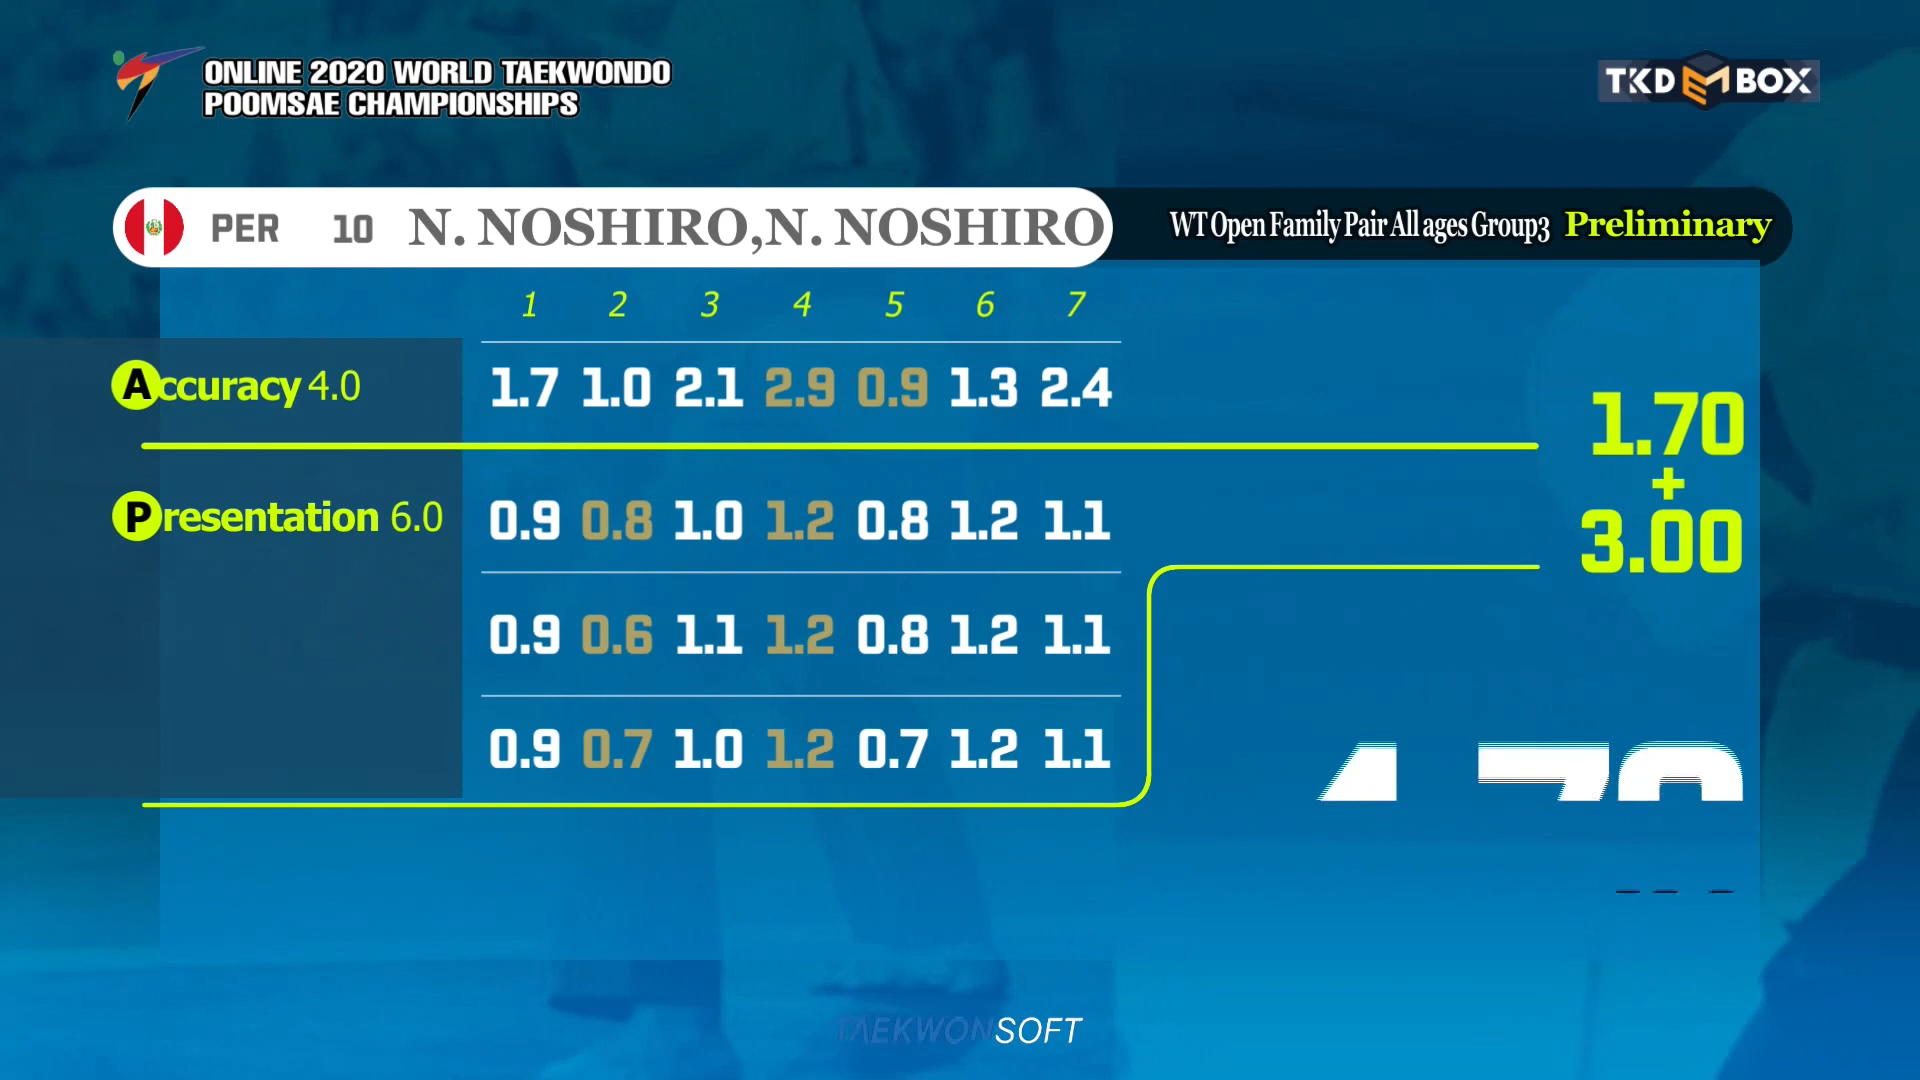 ONLINE 2020 WORLD TAEKWONDO
POOMSAE CHAMPIONSHIPS
TKD BOX
PER 10 N. NOSHIRO,N. NOSHIRO
WT Open Family Pair All ages Group3 Preliminary
1 2 3 4 5 6 7
Accuracy 4.0 1.7 1.0 2.1 2.9 0.9 1.3 2.4
1.70
+
3.00
Presentation 6.0 0.9 0.8 1.0 1.2 0.8 1.2 1.1
0.9 0.6 1.1 1.2 0.8 1.2 1.1
0.9 0.7 1.0 1.2 0.7 1.2 1.1
TAEKWONSOFT